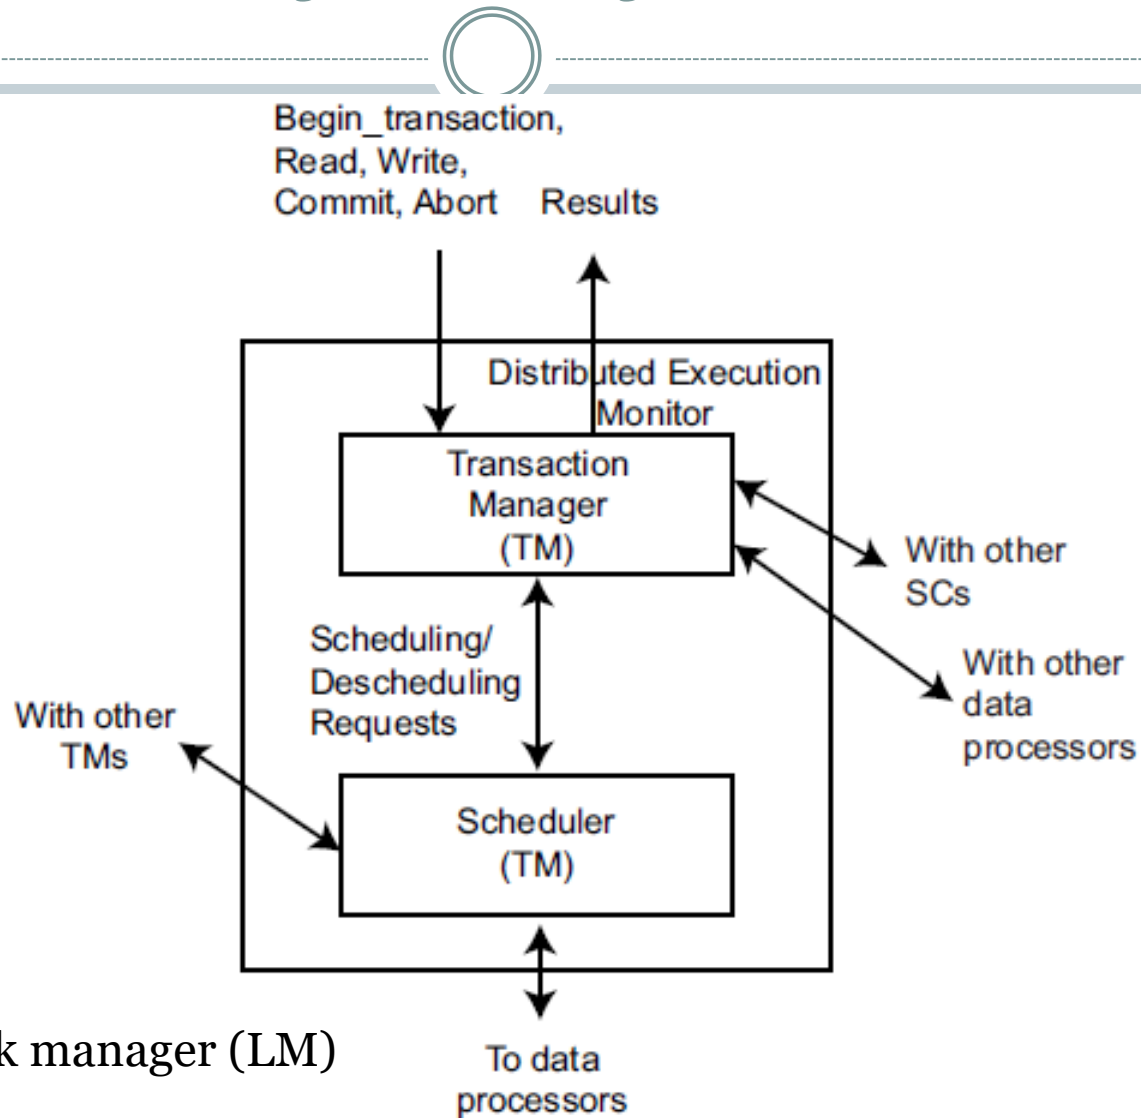 Begin_transaction,
Read, Write,
Commit, Abort Results
Distributed Execution
Monitor
Transaction
Manager
(TM)
With other
SCs
Scheduling/
Descheduling
Requests
With other
data
processors
With other
TMs
Scheduler
(TM)
manager (LM)
To data
processors